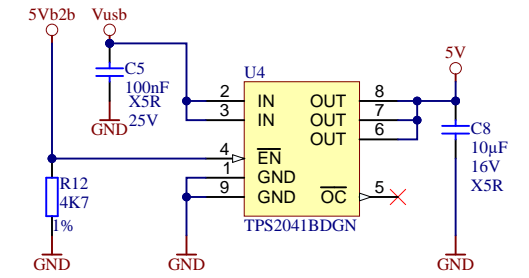 5Vb2b Vusb
U4
5V
C5
100nF
X5R
25V
GND
2 IN OUT 8
3 IN OUT 7
OUT 6
C8
10µF
16V
X5R
4 EN
1 GND
9 GND OC 5
R12
4K7
1%
TPS2041BDGN
GND GND GND